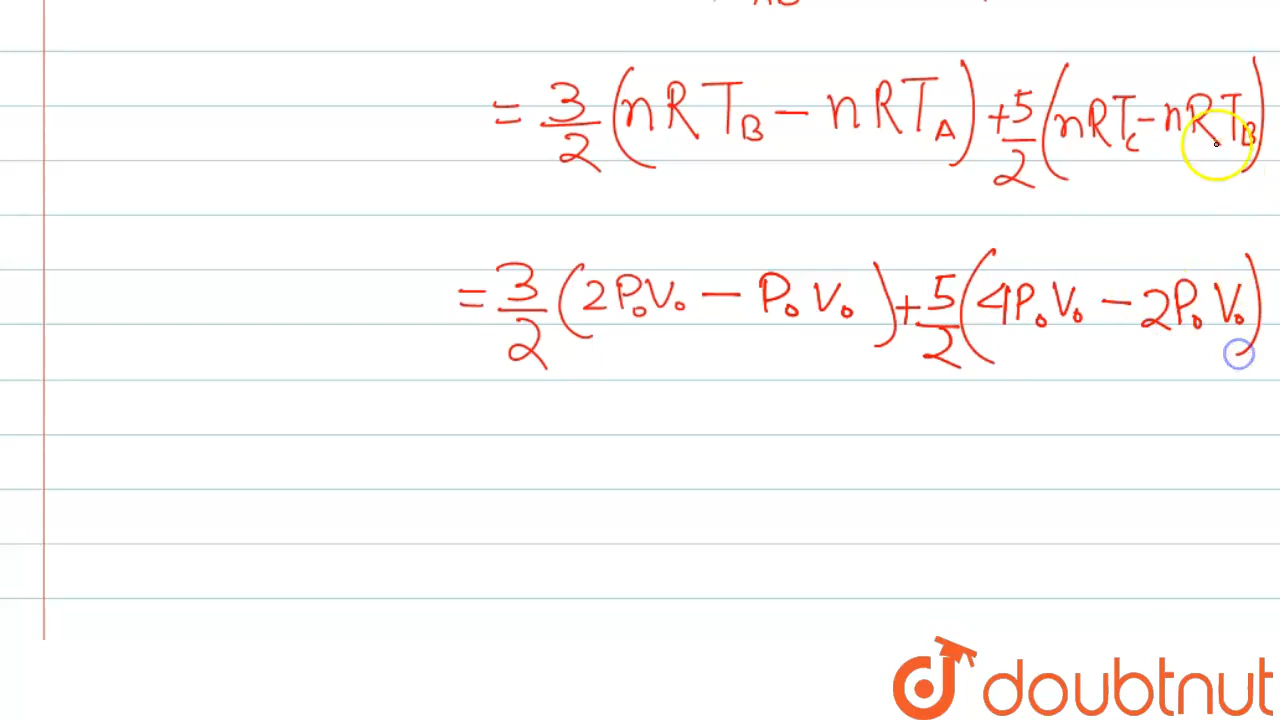 = 3/2 (nRT_B - nRT_A) + 5/2 (nRT_C - nRT_B)
= 3/2 (2P₀V₀ - P₀V₀) + 5/2 (4P₀V₀ - 2P₀V₀)
doubtnut